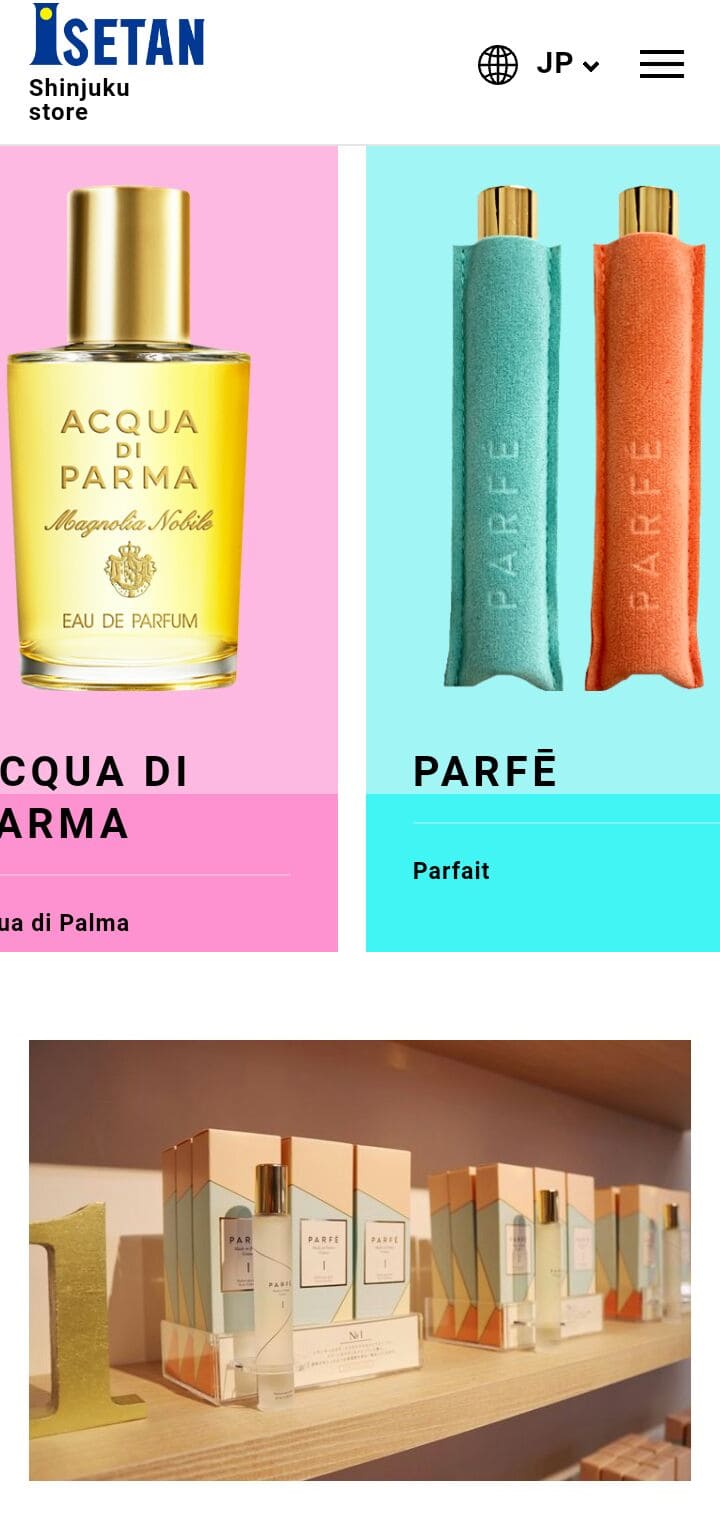 ISETAN
Shinjuku
store
JP
ACQUA
DI
PARMA
Magnolia Nobile
EAU DE PARFUM
PARFĒ
PARFĒ
CQUA DI
ARMA
ua di Palma
PARFĒ
Parfait
PARFĒ
I
PARFĒ
I
PARFĒ
I
№1